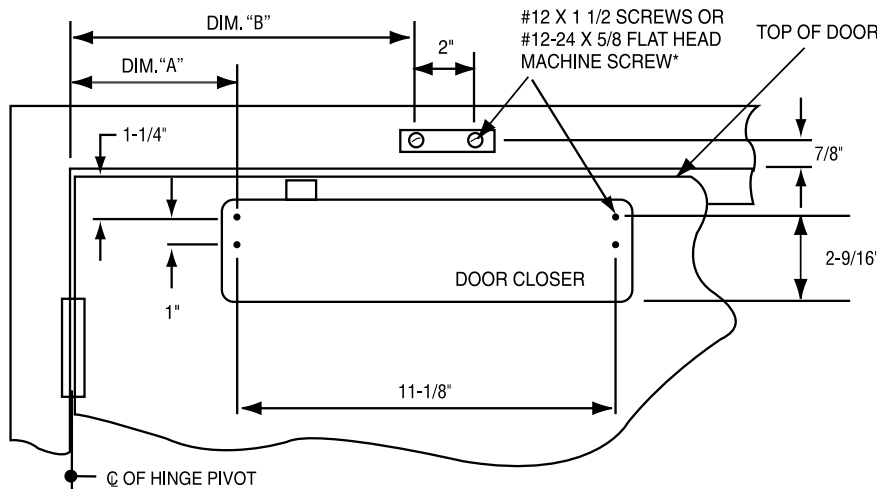 DIM. “B”
#12 X 1 1/2 SCREWS OR
#12-24 X 5/8 FLAT HEAD
MACHINE SCREW*
TOP OF DOOR
2"
DIM.“A”
1-1/4"
7/8"
2-9/16"
DOOR CLOSER
1"
11-1/8"
℄ OF HINGE PIVOT